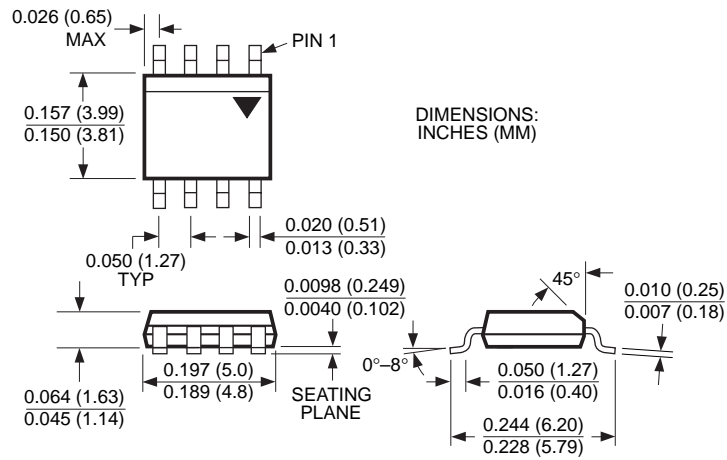 0.026 (0.65)
MAX
PIN 1
0.157 (3.99)
0.150 (3.81)
DIMENSIONS:
INCHES (MM)
0.050 (1.27)
TYP
0.020 (0.51)
0.013 (0.33)
0.0098 (0.249)
0.0040 (0.102)
45°
0.010 (0.25)
0.007 (0.18)
0°–8°
0.064 (1.63)
0.045 (1.14)
0.197 (5.0)
0.189 (4.8)
SEATING
PLANE
0.050 (1.27)
0.016 (0.40)
0.244 (6.20)
0.228 (5.79)